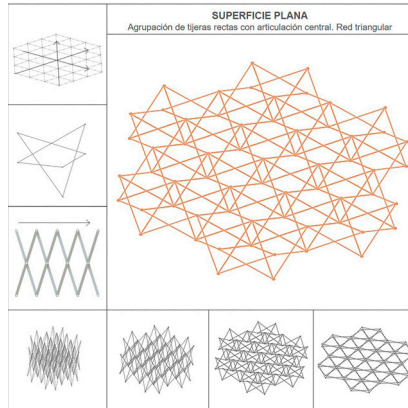 SUPERFICIE PLANA
Agrupación de tijeras rectas con articulación central. Red triangular